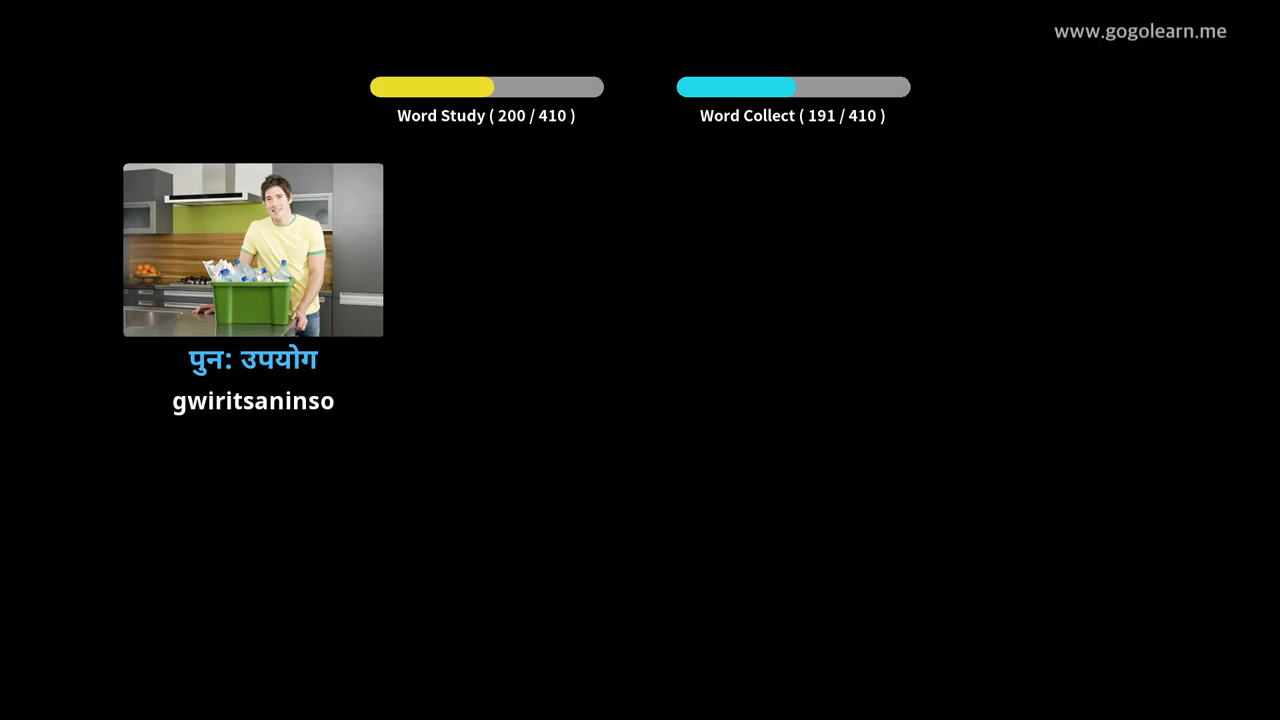 www.gogolearn.me
Word Study ( 200 / 410 )
Word Collect ( 191 / 410 )
पुन: उपयोग
gwiritsaninso